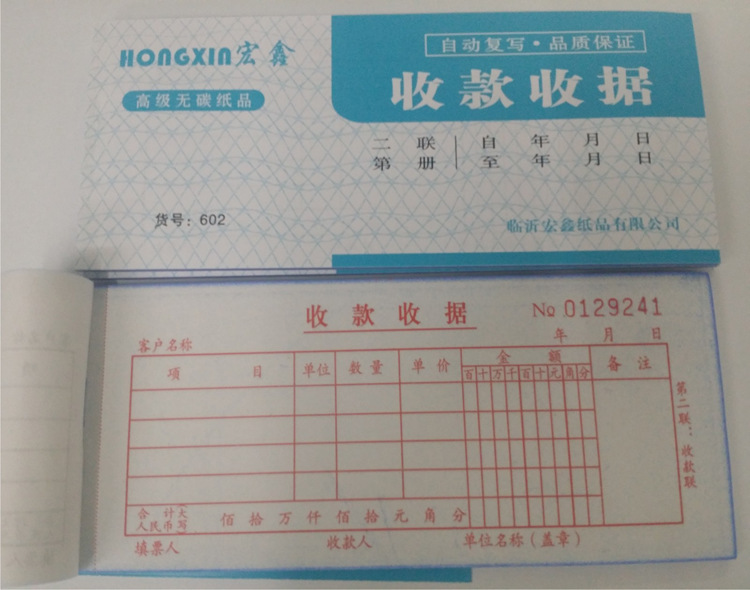 HONGXIN宏鑫
高级无碳纸品
自动复写·品质保证
收款收据
二联 自 年 月 日
第 册 至 年 月 日
货号：602
临沂宏鑫纸品有限公司
收款收据
No 0129241
客户名称
年 月 日
项 目 单位 数量 单价 金 额 备注
百十万千百十元角分
合 计 大
人民币 写
佰 拾 万 仟 佰 拾 元 角 分
第二联：收款联
填票人 收款人 单位名称（盖章）